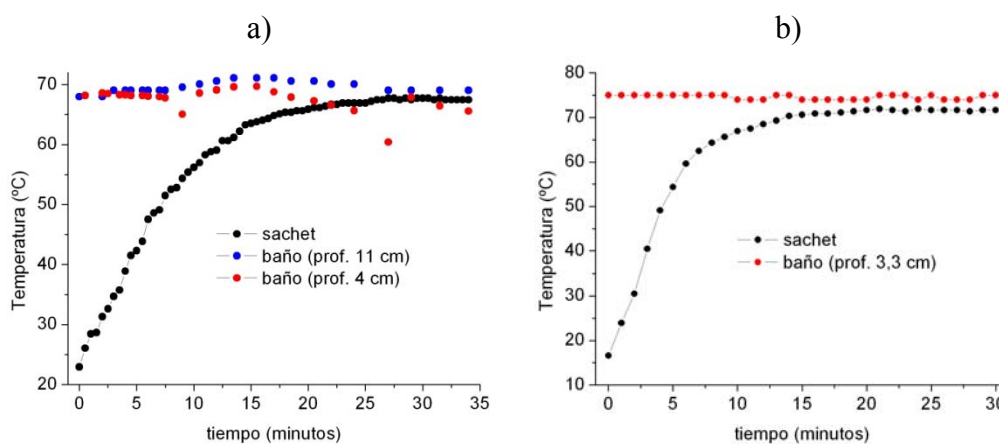 a)
b)
70
60
50
40
30
20
Temperatura (ºC)
sachet
baño (prof. 11 cm)
baño (prof. 4 cm)
0 5 10 15 20 25 30 35
tiempo (minutos)
80
70
60
50
40
30
20
10
Temperatura (°C)
sachet
baño (prof. 3,3 cm)
0 5 10 15 20 25 30
tiempo (minutos)